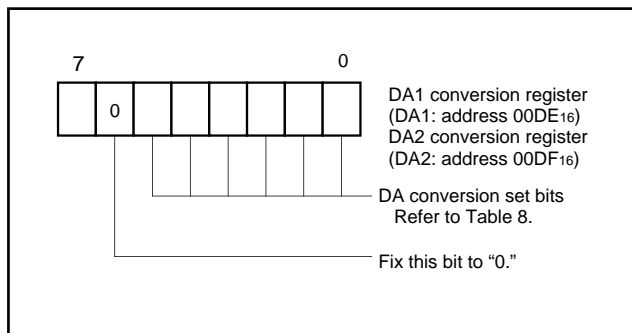 7
0
0
DA1 conversion register
(DA1: address 00DE16)
DA2 conversion register
(DA2: address 00DF16)
DA conversion set bits
Refer to Table 8.
Fix this bit to “0.”